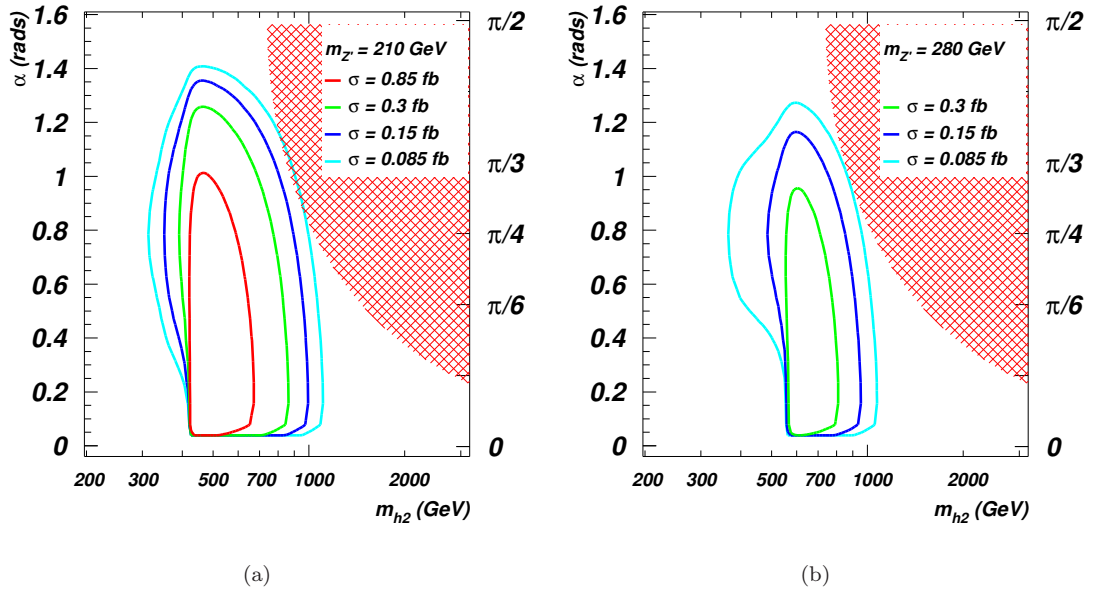 α (rads)
1.6
1.4
1.2
1
0.8
0.6
0.4
0.2
0
π/2
π/3
π/4
π/6
0
m_Z' = 210 GeV
σ = 0.85 fb
σ = 0.3 fb
σ = 0.15 fb
σ = 0.085 fb
200 300 500 700 1000 2000
m_h2 (GeV)
(a)
α (rads)
1.6
1.4
1.2
1
0.8
0.6
0.4
0.2
0
π/2
π/3
π/4
π/6
0
m_Z' = 280 GeV
σ = 0.3 fb
σ = 0.15 fb
σ = 0.085 fb
200 300 500 700 1000 2000
m_h2 (GeV)
(b)